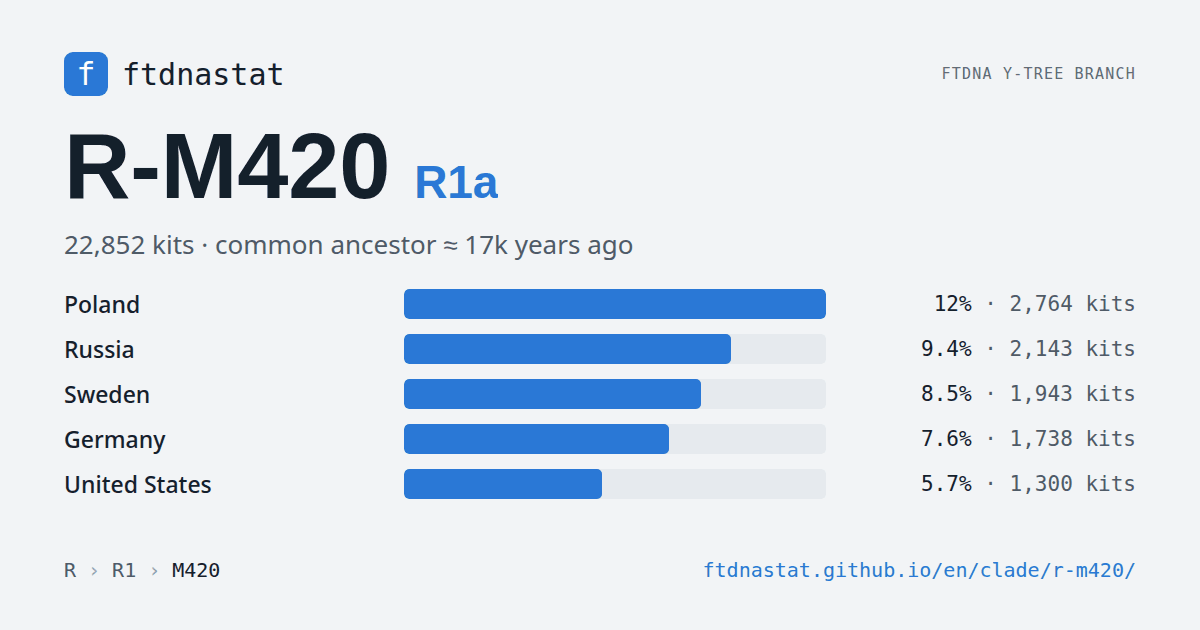 f ftdnastat
FTDNA Y-TREE BRANCH
R-M420 R1a
22,852 kits · common ancestor ≈ 17k years ago
Poland 12% · 2,764 kits
Russia 9.4% · 2,143 kits
Sweden 8.5% · 1,943 kits
Germany 7.6% · 1,738 kits
United States 5.7% · 1,300 kits
R › R1 › M420
ftdnastat.github.io/en/clade/r-m420/